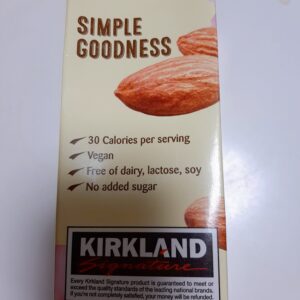 SIMPLE
GOODNESS
30 Calories per serving
Vegan
Free of dairy, lactose, soy
No added sugar
KIRKLAND
Signature
Every Kirkland Signature product is guaranteed to meet or
exceed the quality standards of the leading national brands.
If you're not completely satisfied, your money will be refunded.